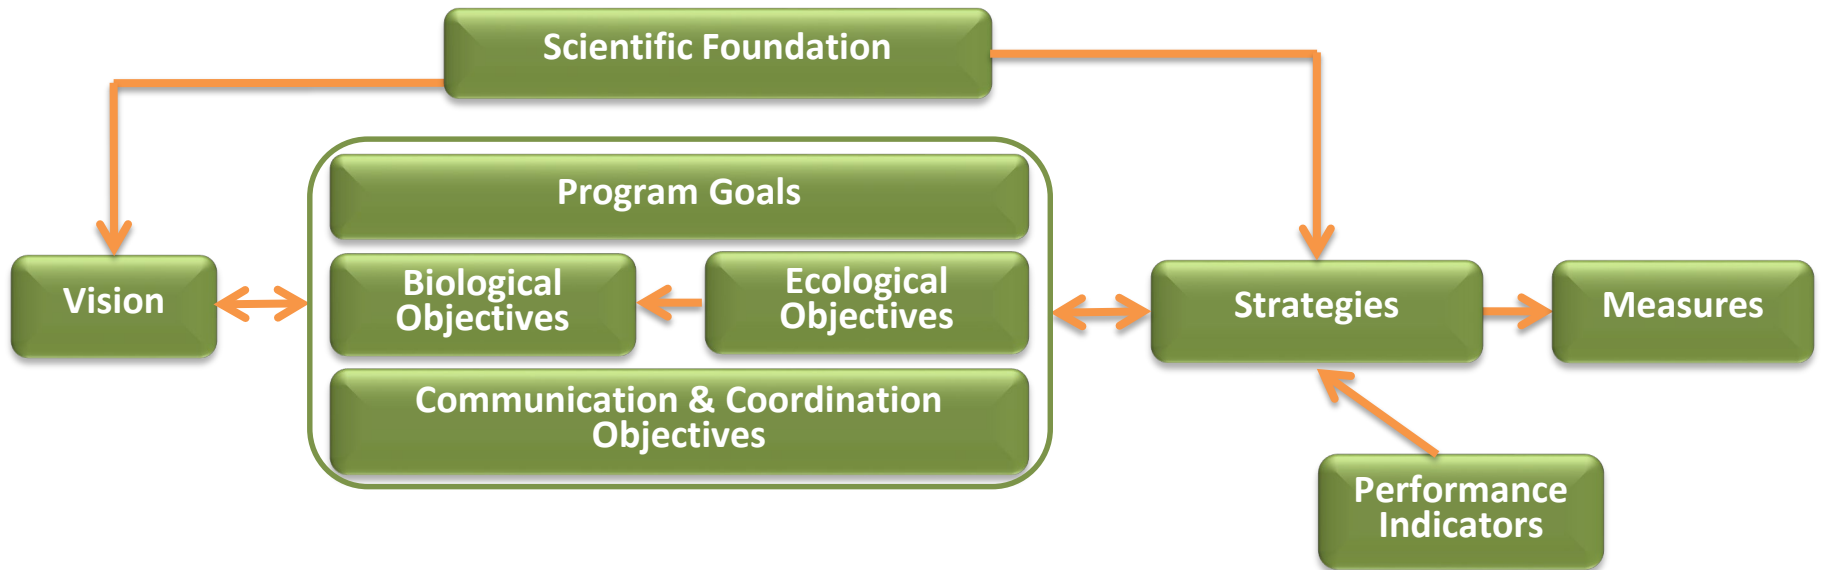 Scientific Foundation
Program Goals
Vision
Biological
Objectives
Ecological
Objectives
Strategies
Measures
Communication & Coordination
Objectives
Performance
Indicators